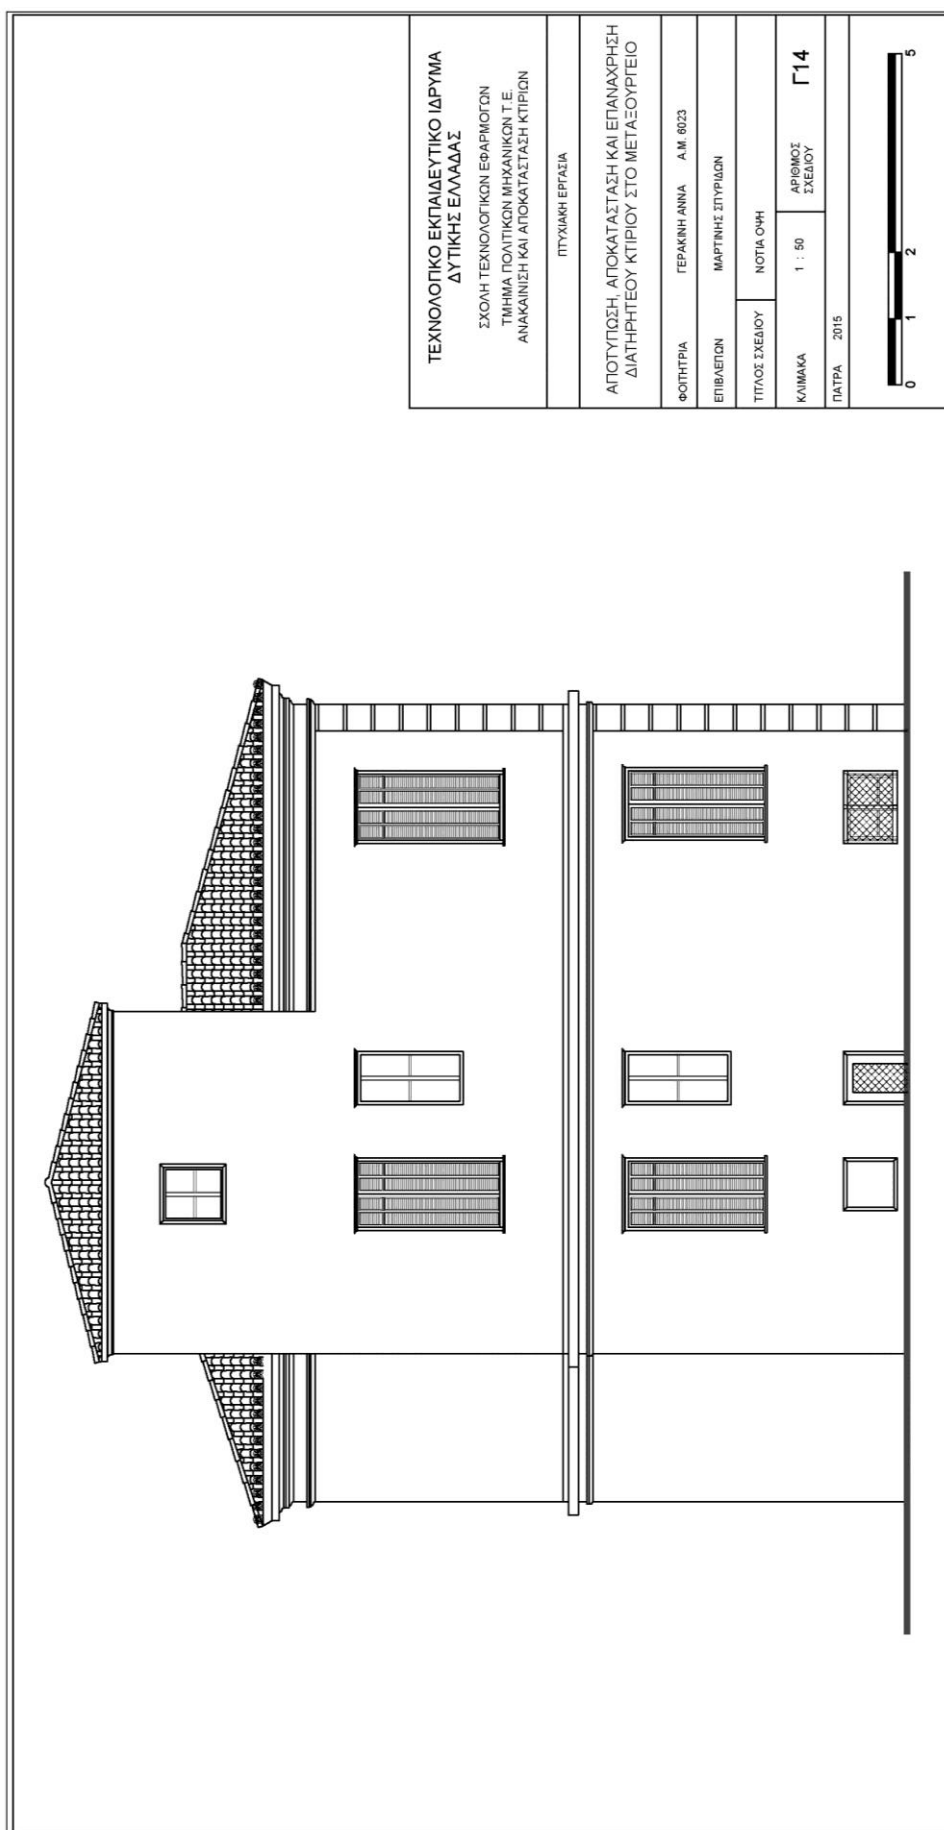 ΤΕΧΝΟΛΟΓΙΚΟ ΕΚΠΑΙΔΕΥΤΙΚΟ ΙΔΡΥΜΑ
ΔΥΤΙΚΗΣ ΕΛΛΑΔΑΣ
ΣΧΟΛΗ ΤΕΧΝΟΛΟΓΙΚΩΝ ΕΦΑΡΜΟΓΩΝ
ΤΜΗΜΑ ΠΟΛΙΤΙΚΩΝ ΜΗΧΑΝΙΚΩΝ Τ.Ε.
ΑΝΑΚΑΙΝΙΣΗ ΚΑΙ ΑΠΟΚΑΤΑΣΤΑΣΗ ΚΤΙΡΙΩΝ
ΠΤΥΧΙΑΚΗ ΕΡΓΑΣΙΑ
ΑΠΟΤΥΠΩΣΗ, ΑΠΟΚΑΤΑΣΤΑΣΗ ΚΑΙ ΕΠΑΝΑΧΡΗΣΗ
ΔΙΑΤΗΡΗΤΕΟΥ ΚΤΙΡΙΟΥ ΣΤΟ ΜΕΤΑΞΟΥΡΓΕΙΟ
ΦΟΙΤΗΤΡΙΑ ΓΕΡΑΚΙΝΗ ΑΝΝΑ Α.Μ. 6023
ΕΠΙΒΛΕΠΩΝ ΜΑΡΤΙΝΗΣ ΣΠΥΡΙΔΩΝ
ΤΙΤΛΟΣ ΣΧΕΔΙΟΥ ΝΟΤΙΑ ΟΨΗ
ΚΛΙΜΑΚΑ 1 : 50 ΑΡΙΘΜΟΣ ΣΧΕΔΙΟΥ Γ14
ΠΑΤΡΑ 2015
0 1 2 5